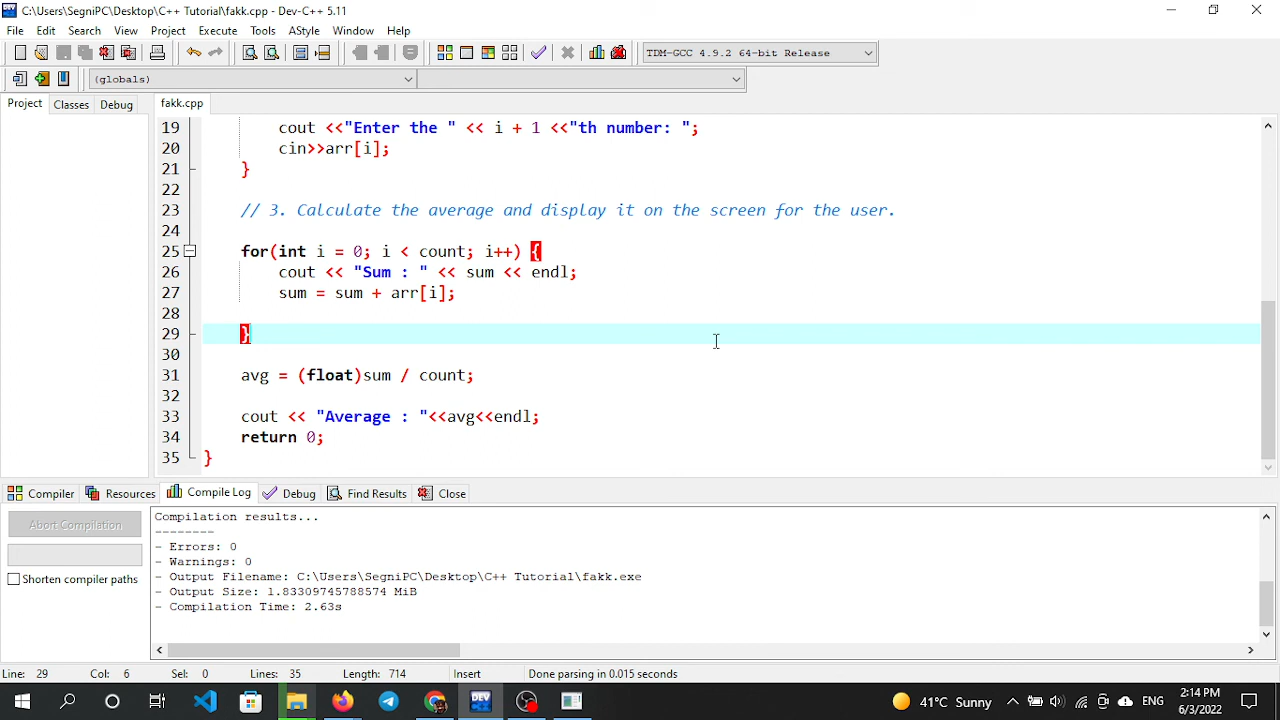 C:\Users\SegniPC\Desktop\C++ Tutorial\fakk.cpp - Dev-C++ 5.11
File Edit Search View Project Execute Tools AStyle Window Help
TDM-GCC 4.9.2 64-bit Release
(globals)
Project Classes Debug
fakk.cpp
19 cout <<"Enter the " << i + 1 <<"th number: ";
20 cin>>arr[i];
21 }
22
23 // 3. Calculate the average and display it on the screen for the user.
24
25 for(int i = 0; i < count; i++) {
26 cout << "Sum : " << sum << endl;
27 sum = sum + arr[i];
28
29 }
30
31 avg = (float)sum / count;
32
33 cout << "Average : "<<avg<<endl;
34 return 0;
35 }
Compiler Resources Compile Log Debug Find Results Close
Abort Compilation
Shorten compiler paths
Compilation results...
--------
- Errors: 0
- Warnings: 0
- Output Filename: C:\Users\SegniPC\Desktop\C++ Tutorial\fakk.exe
- Output Size: 1.83309745788574 MiB
- Compilation Time: 2.63s
Line: 29 Col: 6 Sel: 0 Lines: 35 Length: 714 Insert Done parsing in 0.015 seconds
DEV
41°C Sunny
ENG
2:14 PM
6/3/2022